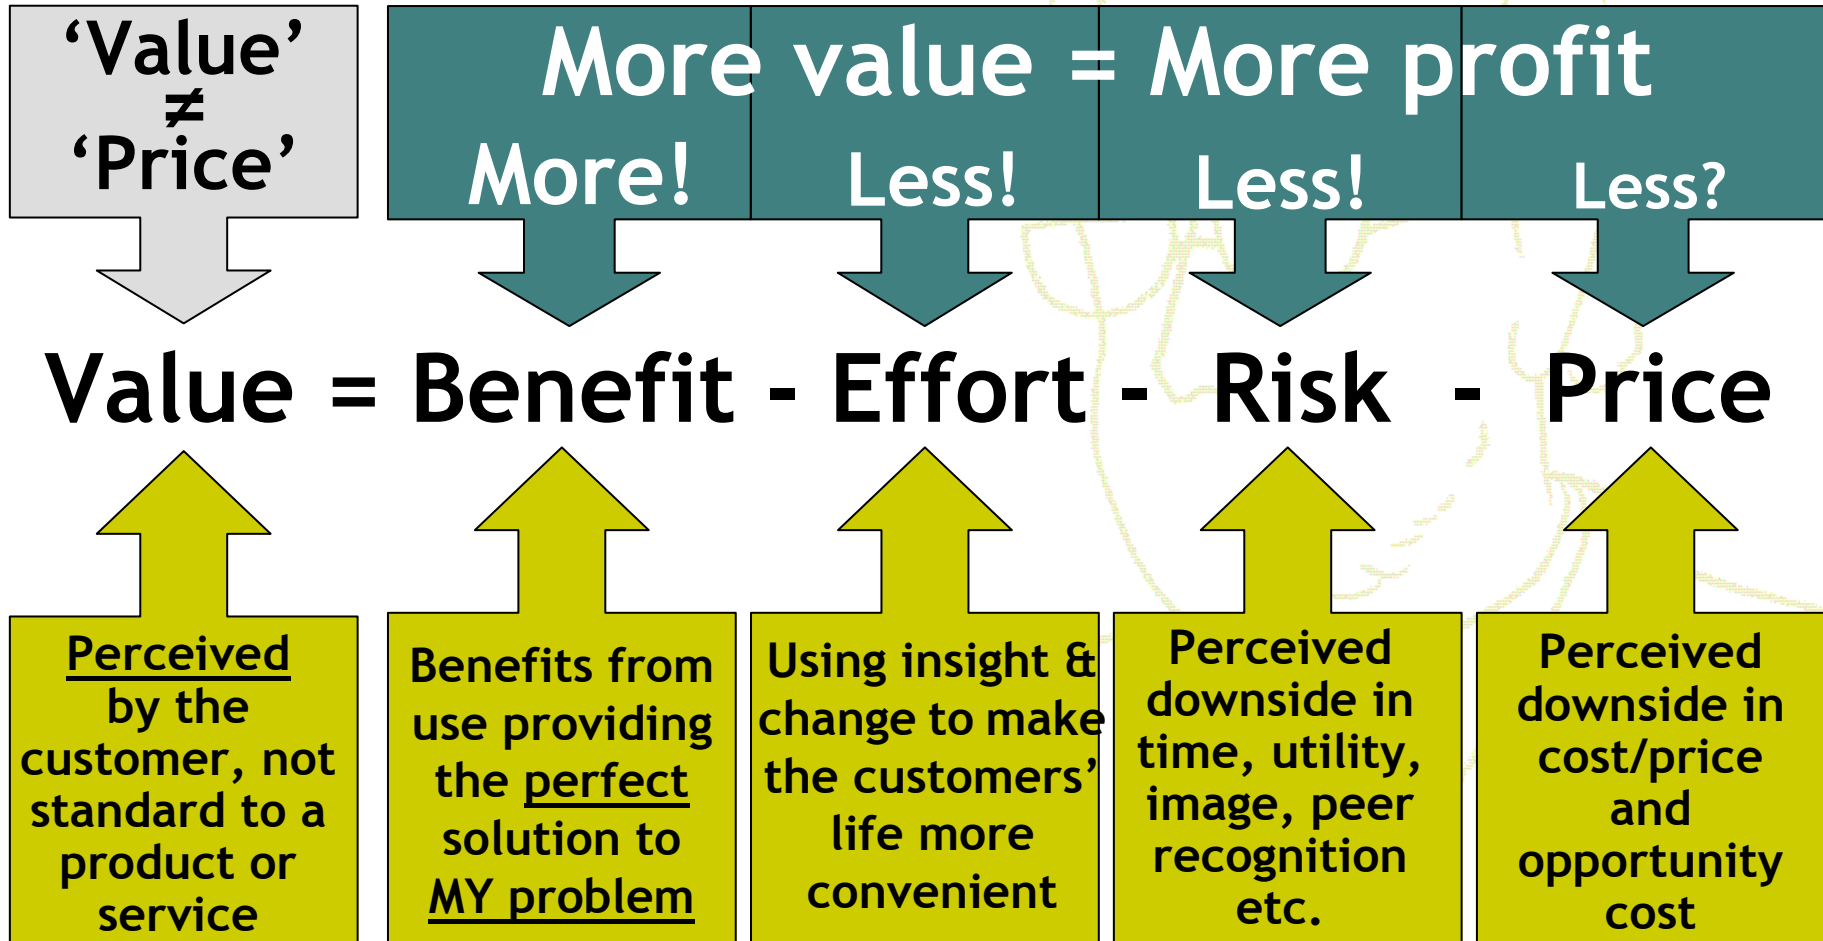 ‘Value’
≠
‘Price’
More value = More profit
More!
Less!
Less!
Less?
Value = Benefit - Effort - Risk - Price
Perceived
by the
customer, not
standard to a
product or
service
Benefits from
use providing
the perfect
solution to
MY problem
Using insight &
change to make
the customers’
life more
convenient
Perceived
downside in
time, utility,
image, peer
recognition
etc.
Perceived
downside in
cost/price
and
opportunity
cost